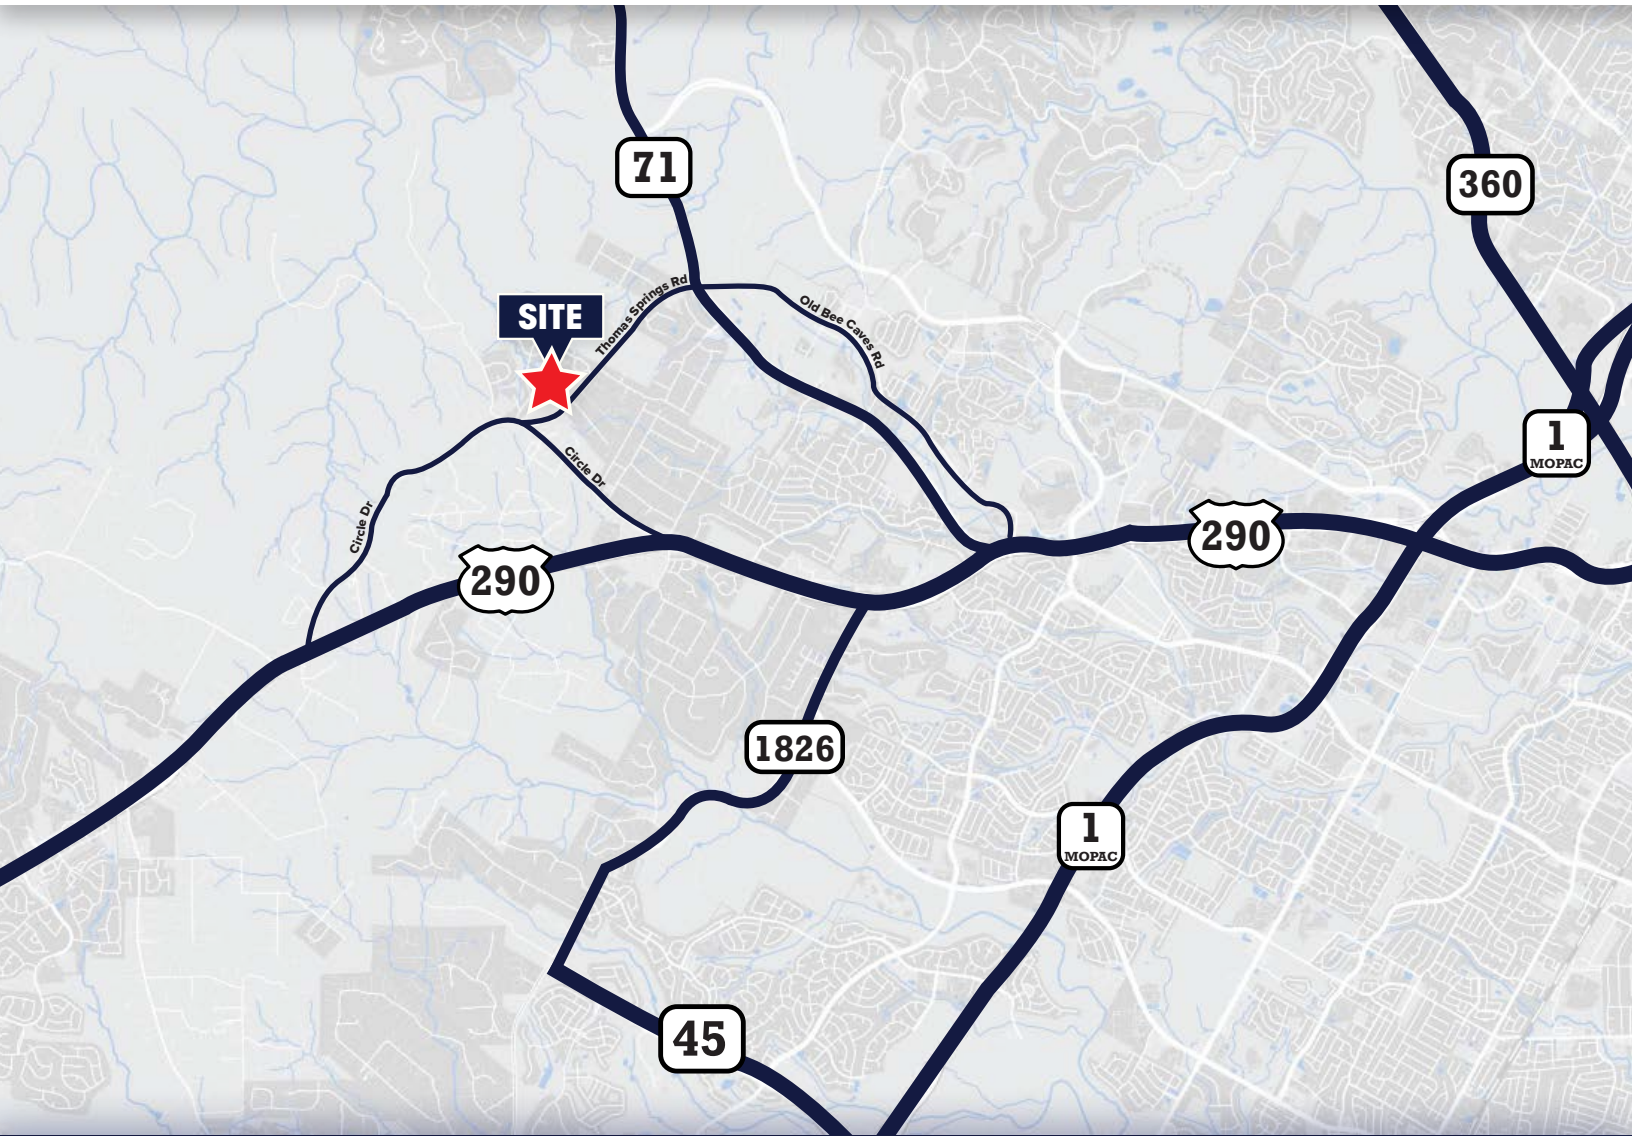 71
360
SITE
Thomas Springs Rd
Old Bee Caves Rd
1
MOPAC
Circle Dr
Circle Dr
290
290
1826
1
MOPAC
45